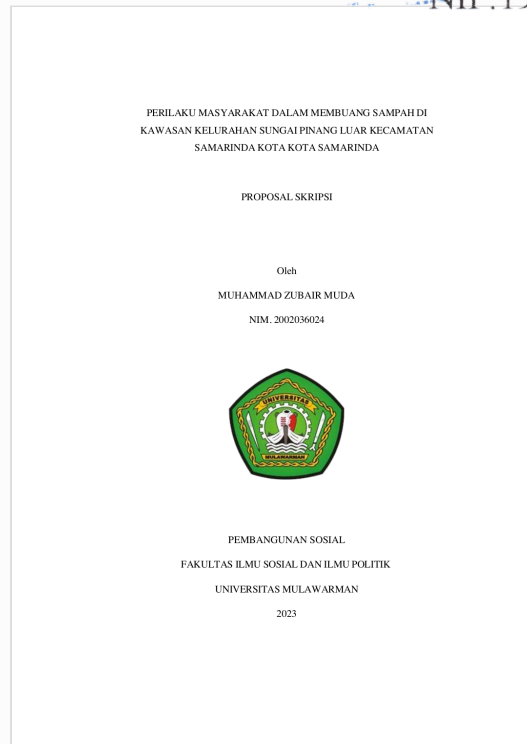 PERILAKU MASYARAKAT DALAM MEMBUANG SAMPAH DI
KAWASAN KELURAHAN SUNGAI PINANG LUAR KECAMATAN
SAMARINDA KOTA KOTA SAMARINDA
PROPOSAL SKRIPSI
Oleh
MUHAMMAD ZUBAIR MUDA
NIM. 2002036024
UNIVERSITAS
MULAWARMAN
PEMBANGUNAN SOSIAL
FAKULTAS ILMU SOSIAL DAN ILMU POLITIK
UNIVERSITAS MULAWARMAN
2023